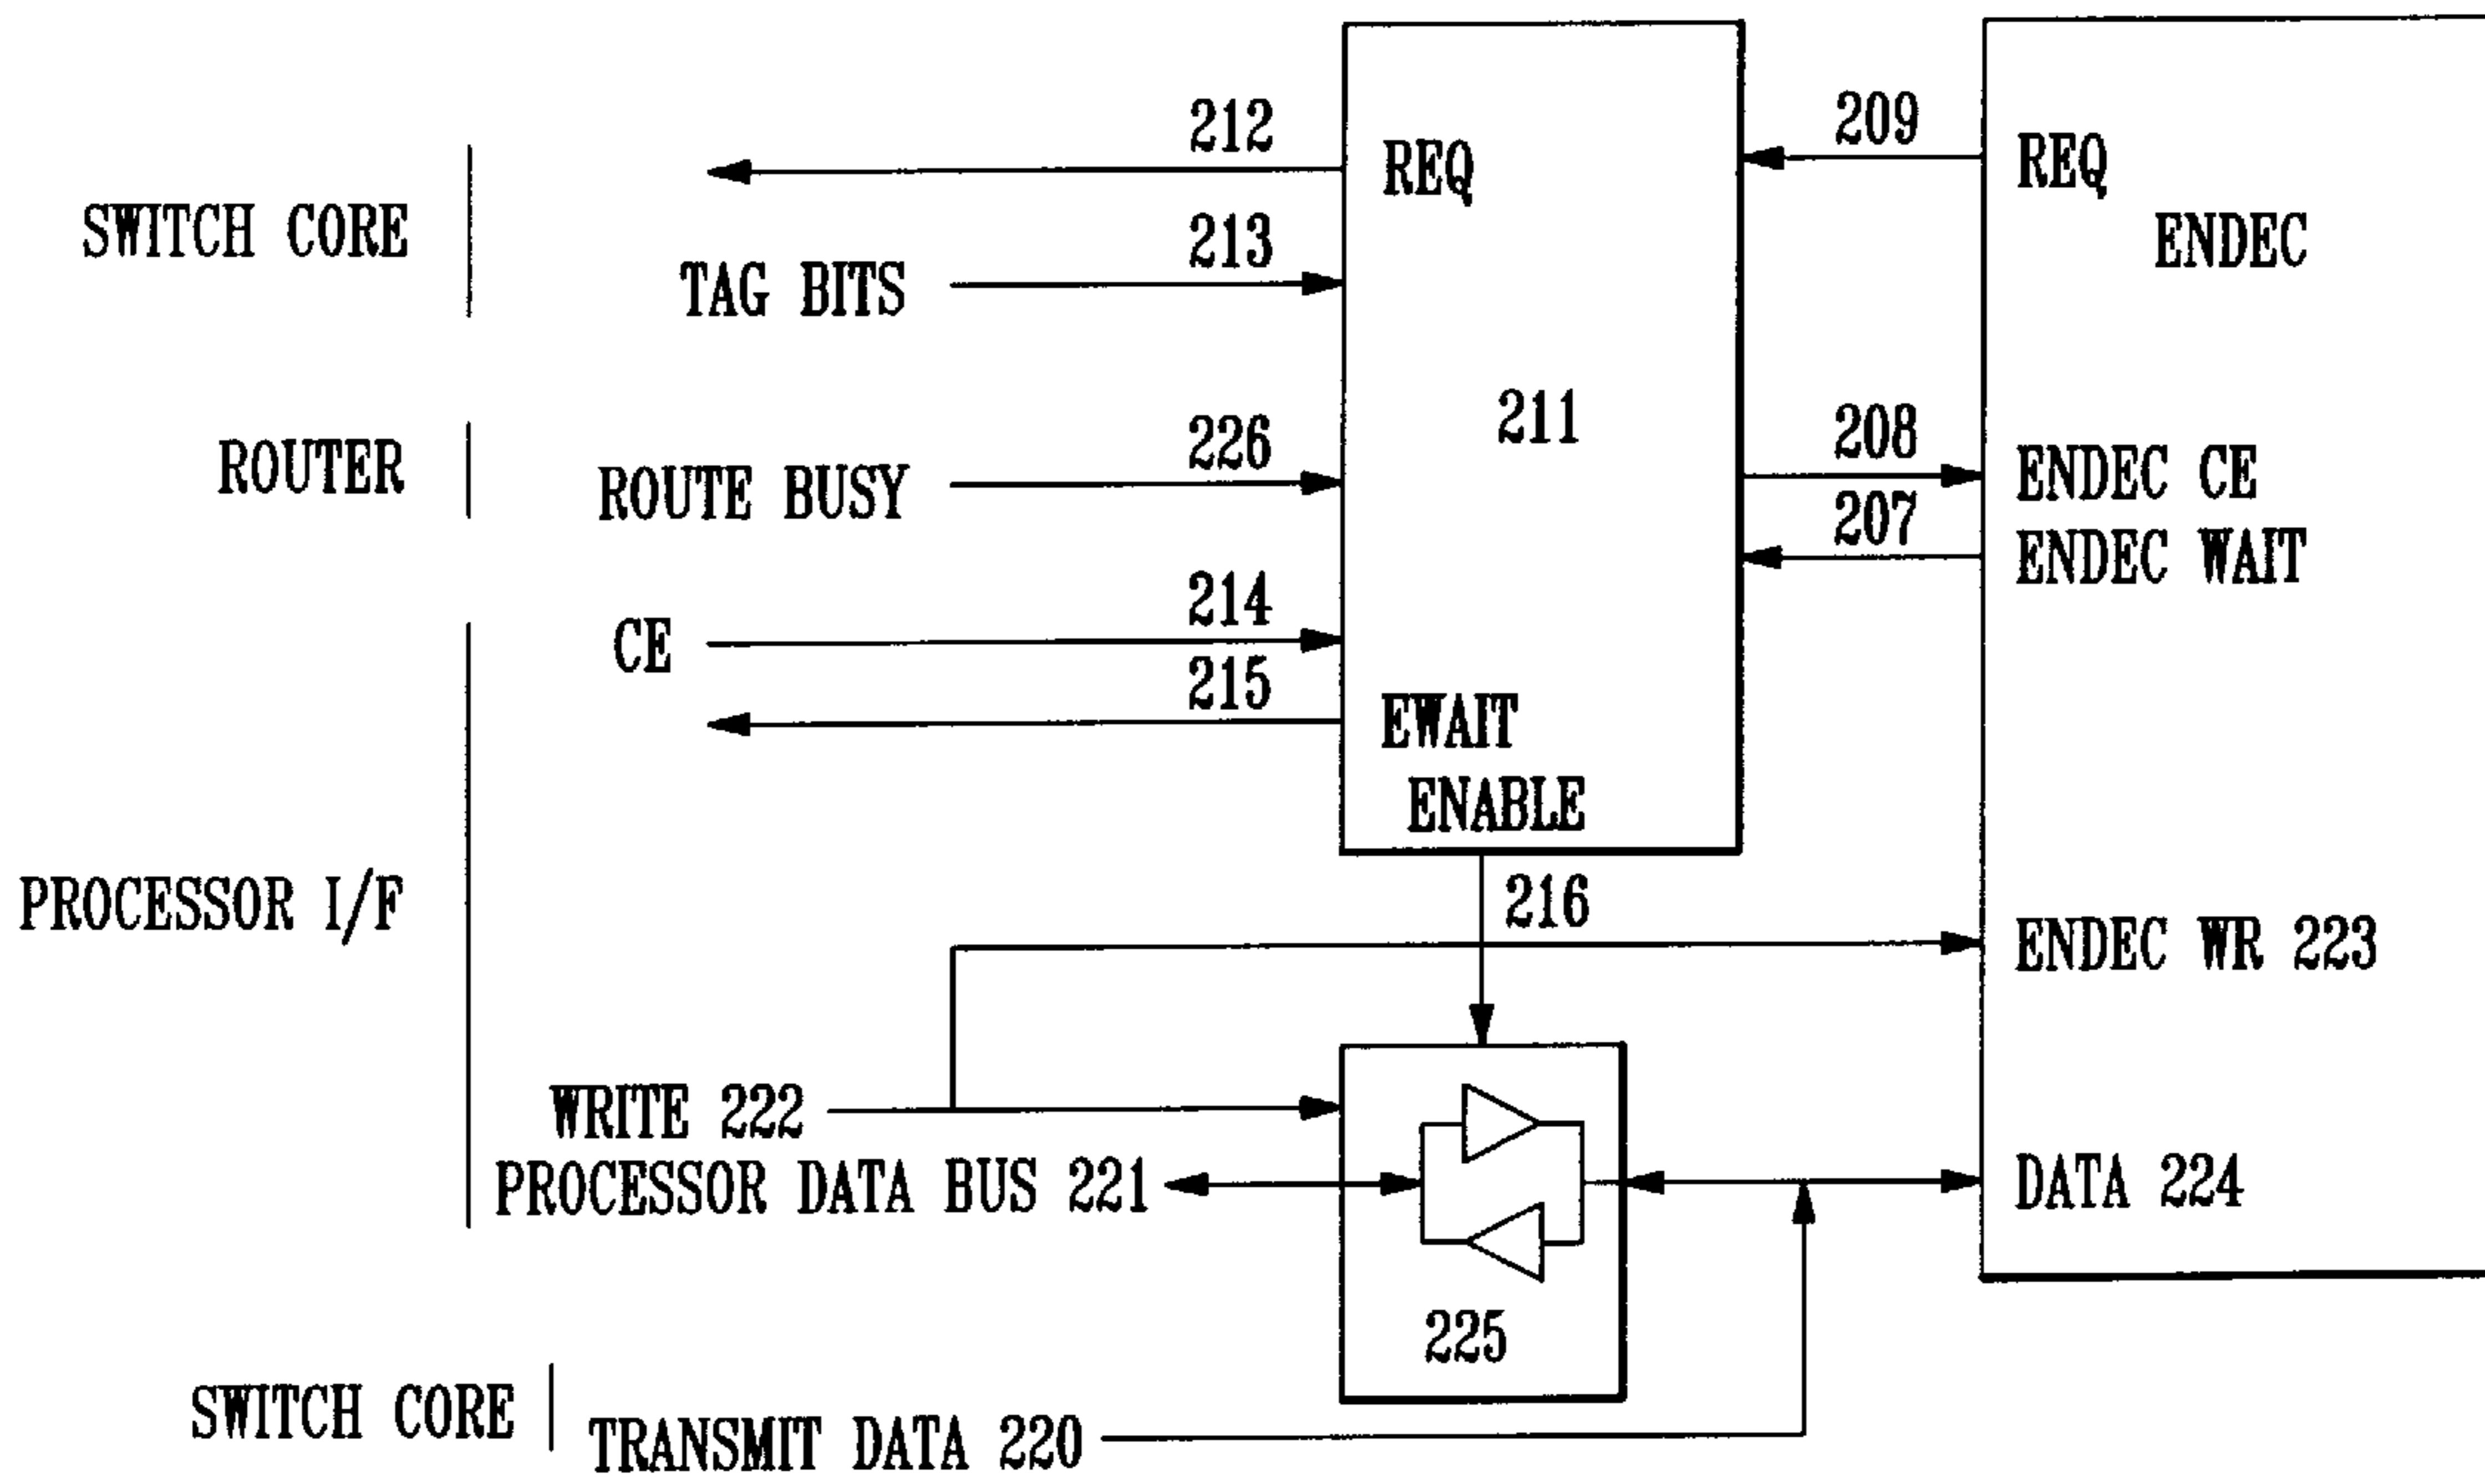 212
209
REQ
REQ
SWITCH CORE
213
ENDEC
TAG BITS
211
226
208
ROUTER
ROUTE BUSY
ENDEC CE
207
ENDEC WAIT
214
CE
215
EWAIT
ENABLE
PROCESSOR I/F
216
ENDEC WR 223
WRITE 222
PROCESSOR DATA BUS 221
DATA 224
225
SWITCH CORE
TRANSMIT DATA 220